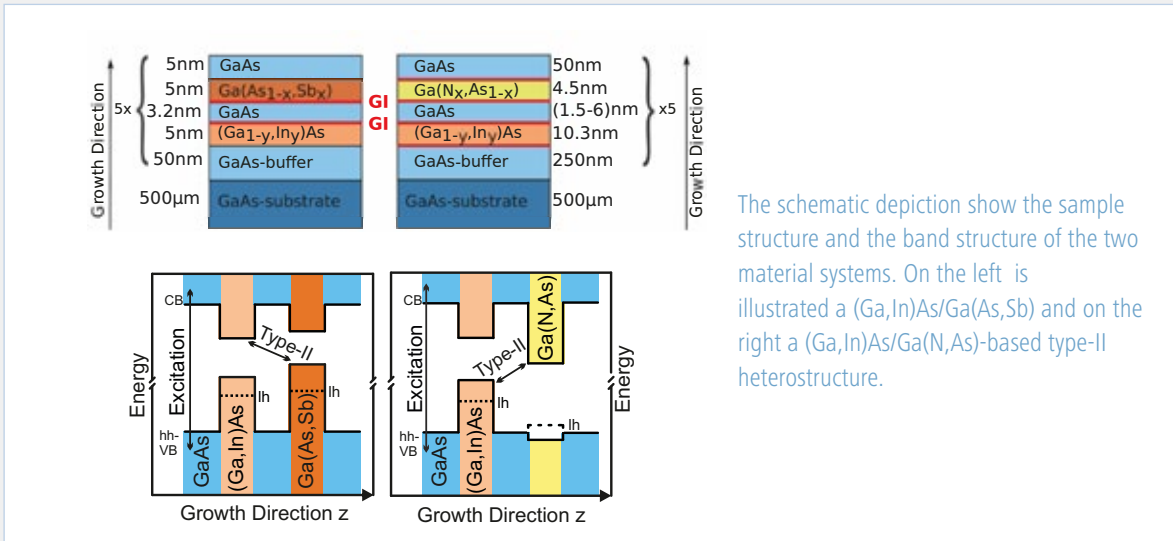 Growth Direction
5x
5nm
5nm
3.2nm
5nm
50nm
500µm
GaAs
Ga(As1-x,Sbx)
GaAs
(Ga1-y,Iny)As
GaAs-buffer
GaAs-substrate
GI
GI
GaAs
Ga(Nx,As1-x)
GaAs
(Ga1-y,Iny)As
GaAs-buffer
GaAs-substrate
50nm
4.5nm
(1.5-6)nm
10.3nm
250nm
500µm
x5
Growth Direction
The schematic depiction show the sample
structure and the band structure of the two
material systems. On the left is
illustrated a (Ga,In)As/Ga(As,Sb) and on the
right a (Ga,In)As/Ga(N,As)-based type-II
heterostructure.
Energy
CB
Excitation
hh-
VB
GaAs
(Ga,In)As
lh
Type-II
Ga(As,Sb)
lh
Growth Direction z
CB
Excitation
hh-
VB
GaAs
(Ga,In)As
lh
Type-II
Ga(N,As)
lh
Energy
Growth Direction z